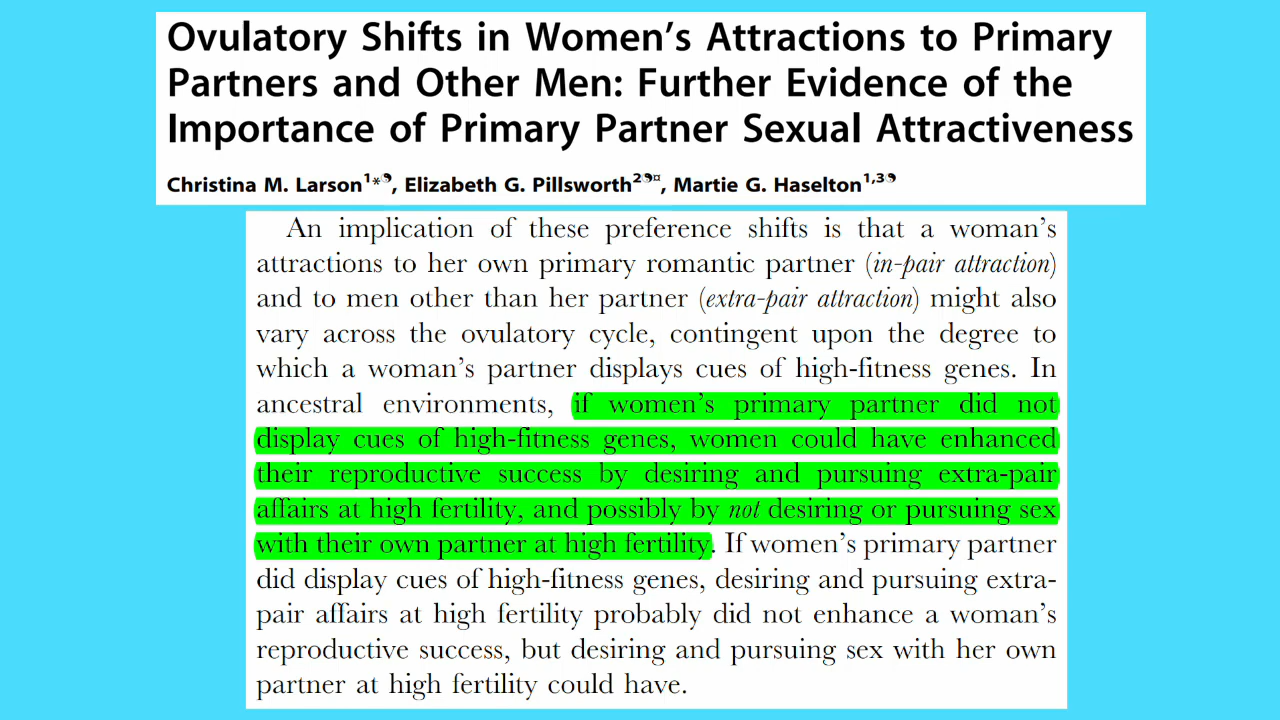 Ovulatory Shifts in Women’s Attractions to Primary
Partners and Other Men: Further Evidence of the
Importance of Primary Partner Sexual Attractiveness
Christina M. Larson1*❩, Elizabeth G. Pillsworth2❩¤, Martie G. Haselton1,3❩
An implication of these preference shifts is that a woman’s
attractions to her own primary romantic partner (in-pair attraction)
and to men other than her partner (extra-pair attraction) might also
vary across the ovulatory cycle, contingent upon the degree to
which a woman’s partner displays cues of high-fitness genes. In
ancestral environments, if women’s primary partner did not
display cues of high-fitness genes, women could have enhanced
their reproductive success by desiring and pursuing extra-pair
affairs at high fertility, and possibly by not desiring or pursuing sex
with their own partner at high fertility. If women’s primary partner
did display cues of high-fitness genes, desiring and pursuing extra-
pair affairs at high fertility probably did not enhance a woman’s
reproductive success, but desiring and pursuing sex with her own
partner at high fertility could have.